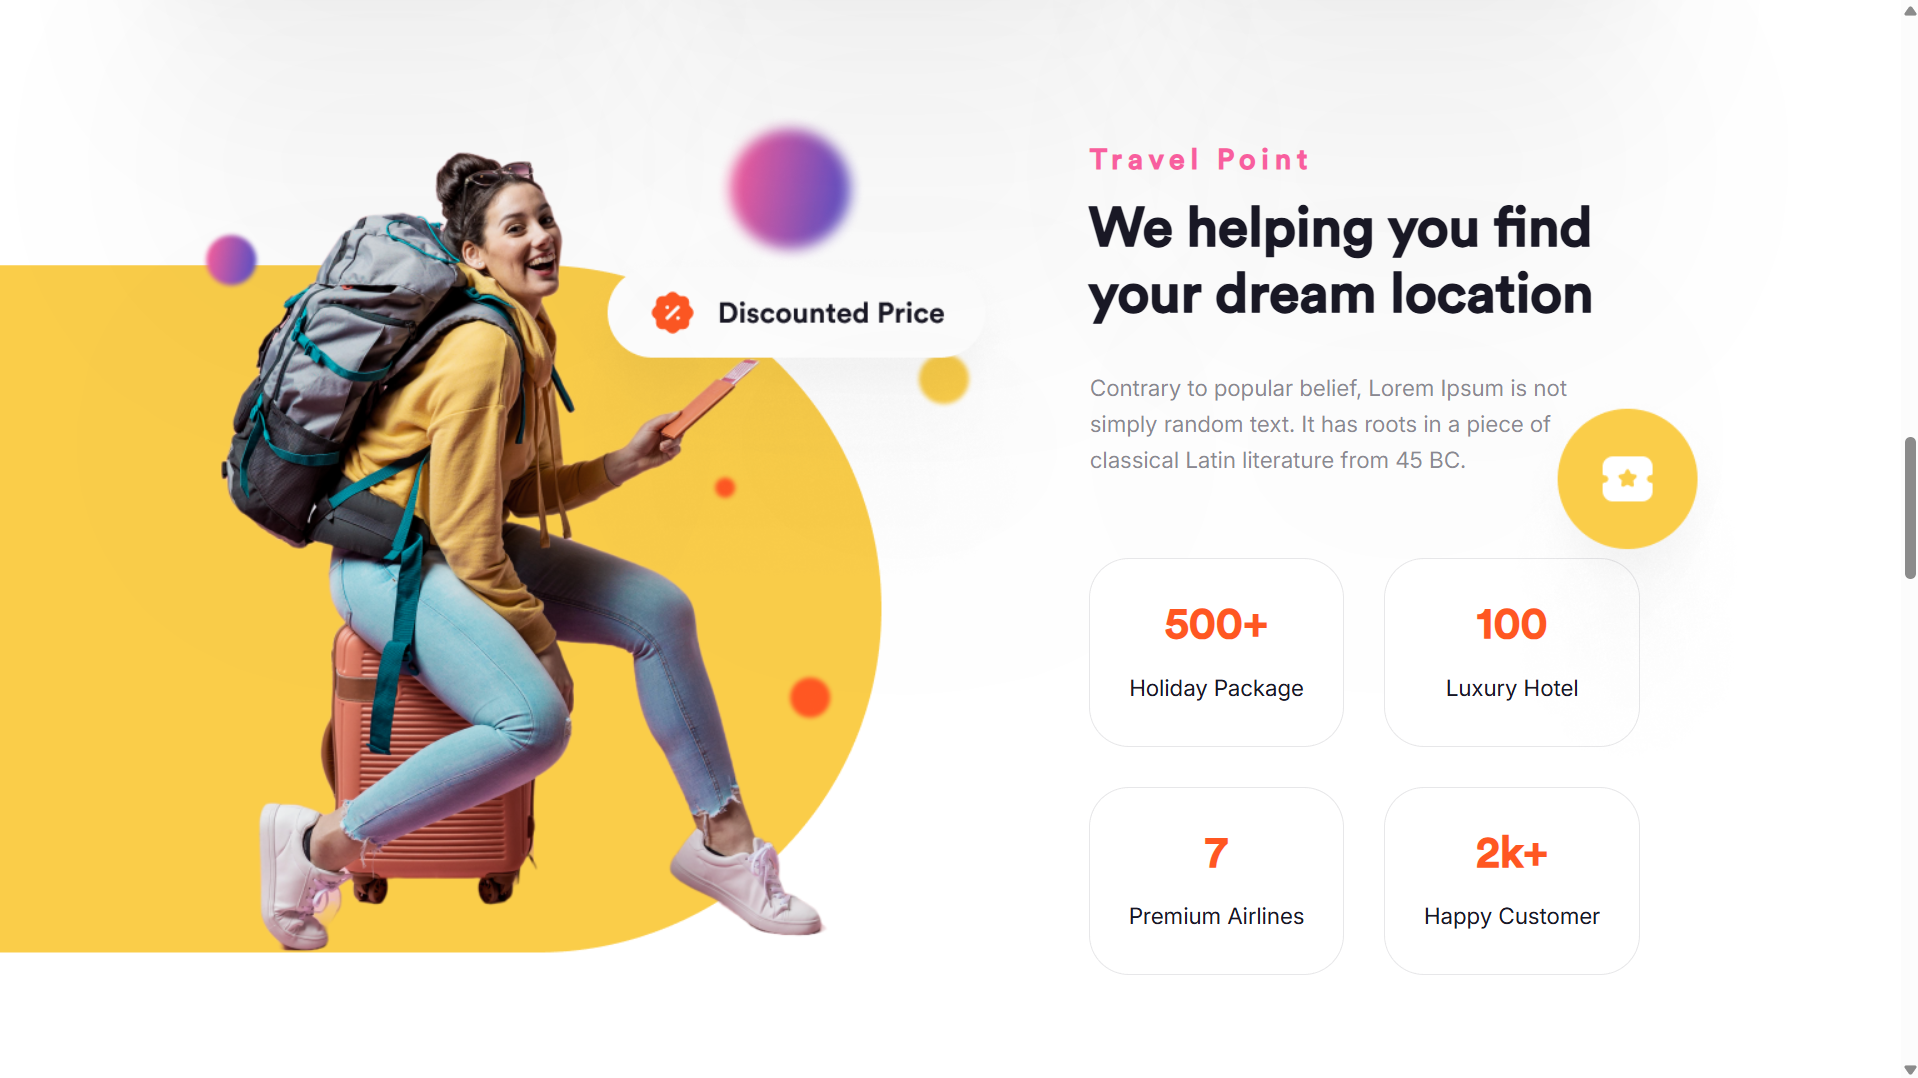 Discounted Price
Travel Point
We helping you find
your dream location
Contrary to popular belief, Lorem Ipsum is not
simply random text. It has roots in a piece of
classical Latin literature from 45 BC.
500+
Holiday Package
100
Luxury Hotel
7
Premium Airlines
2k+
Happy Customer